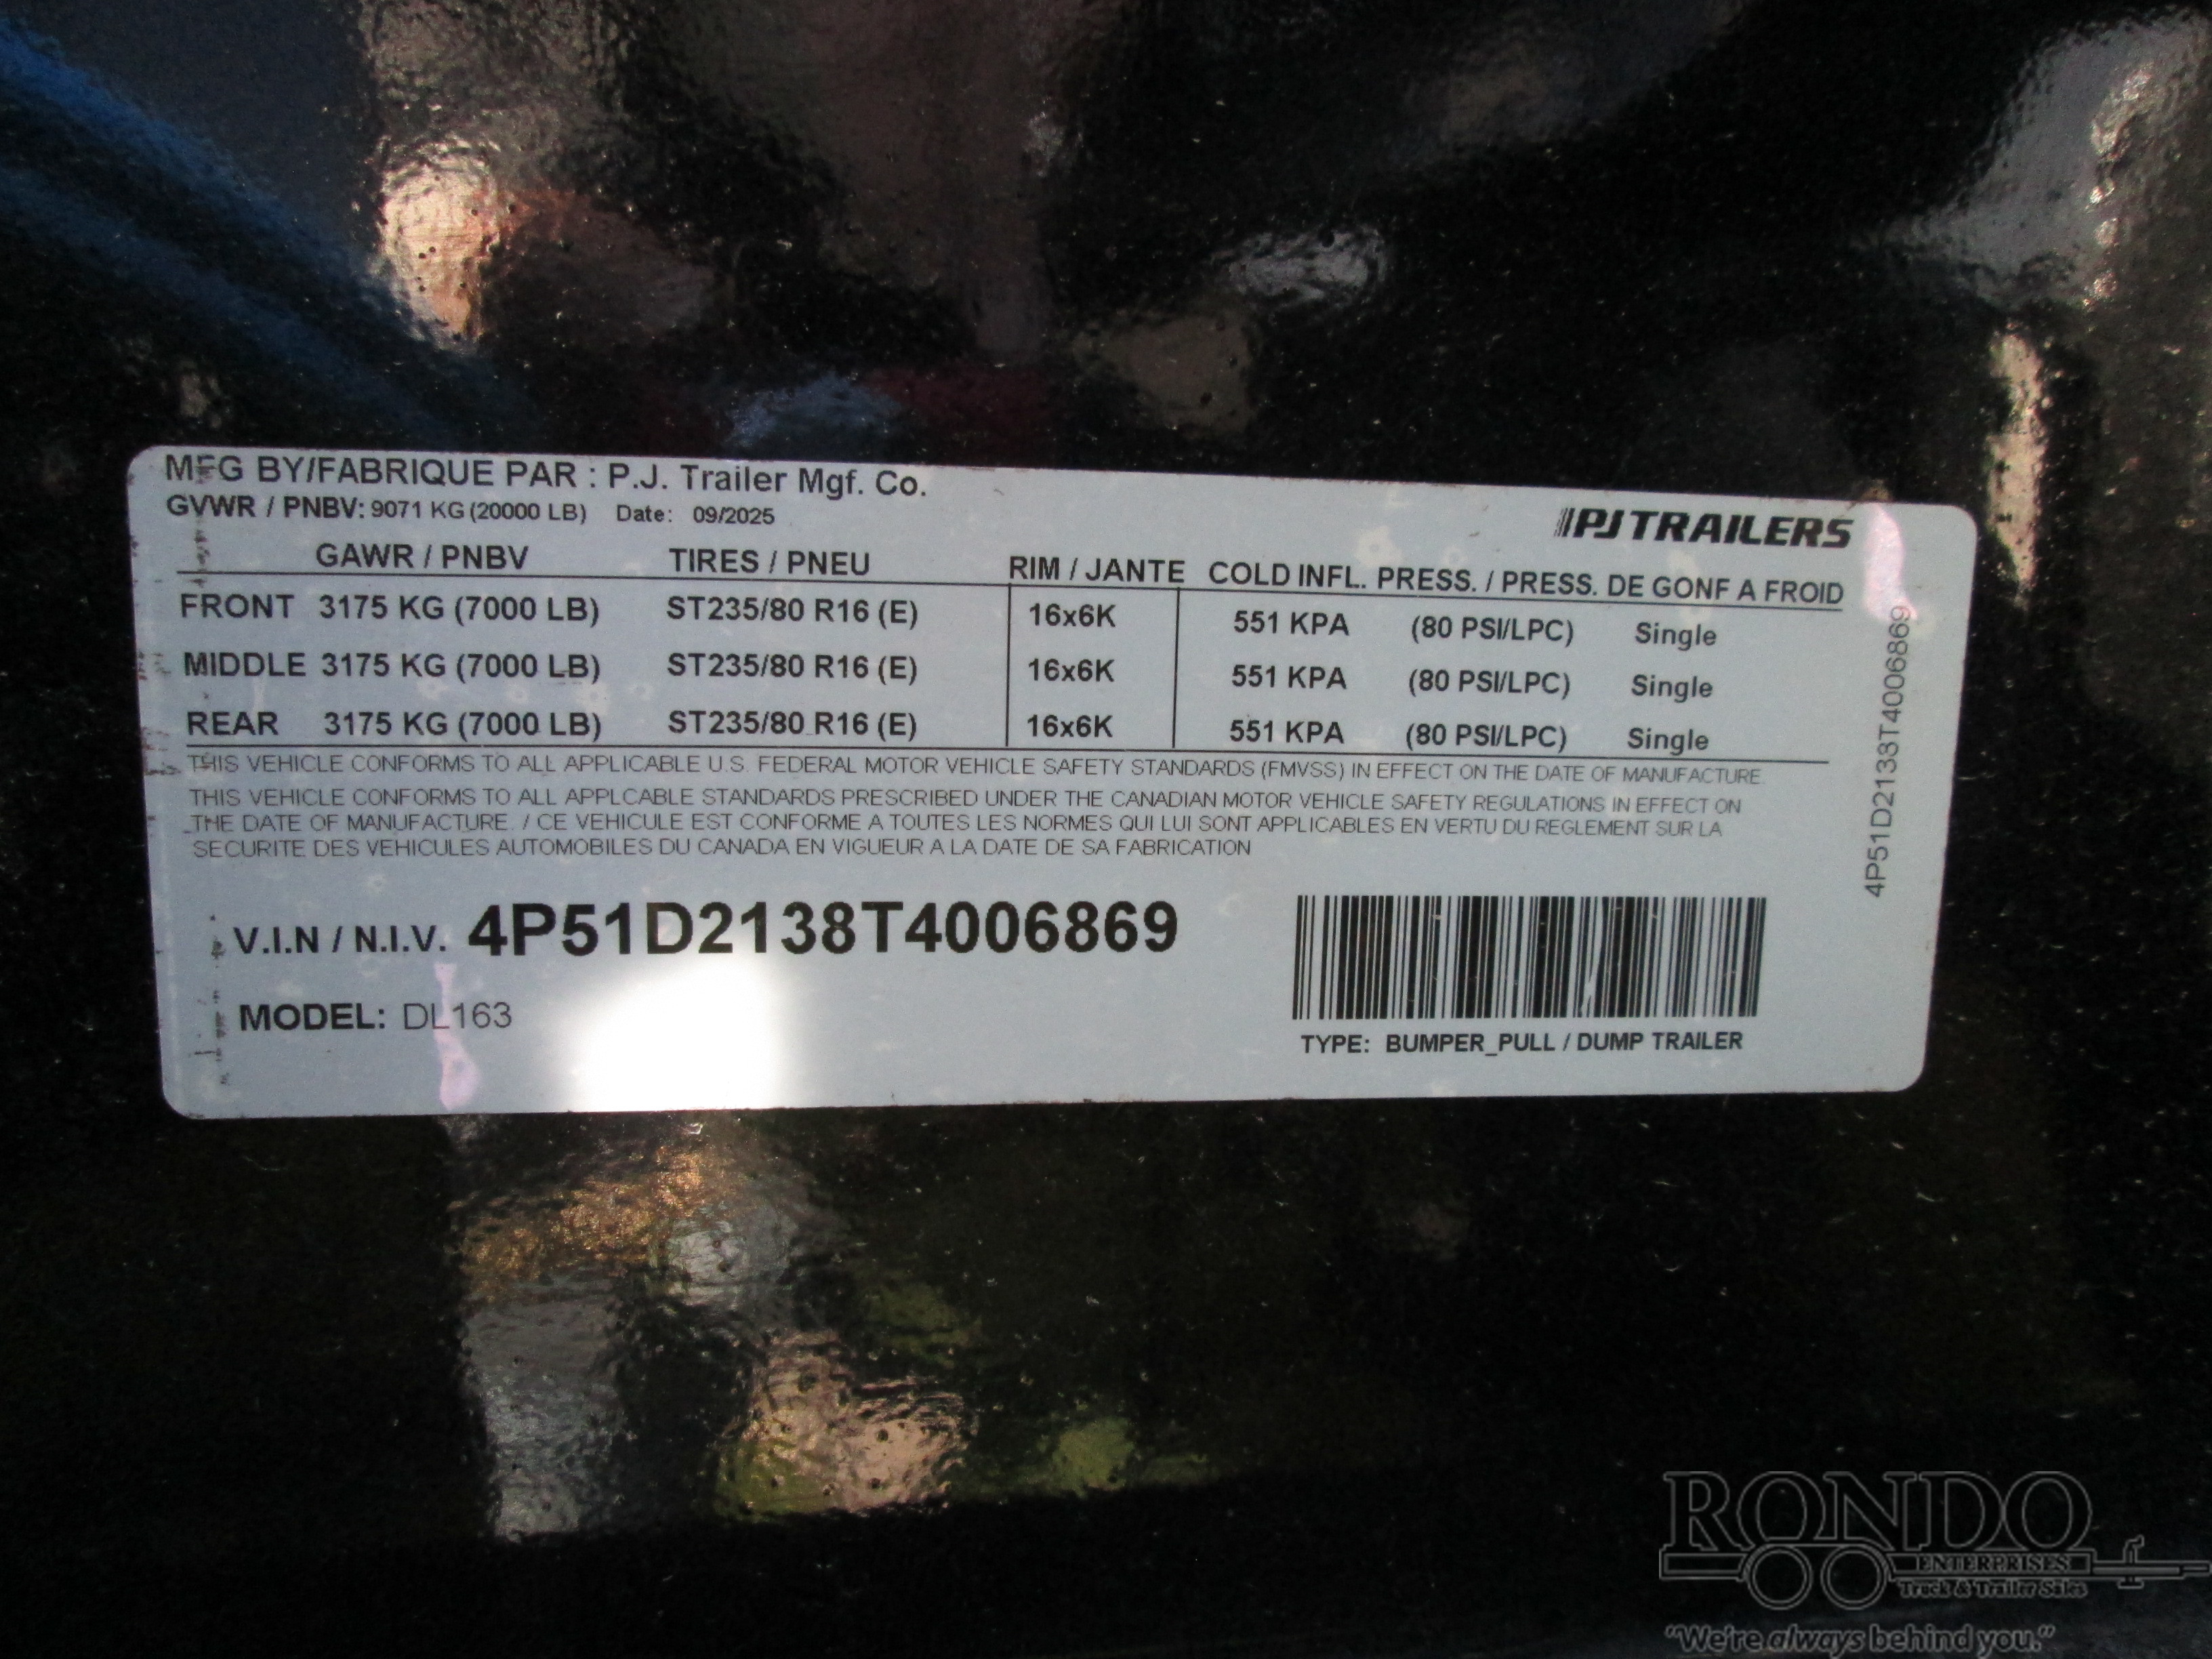 MFG BY/FABRIQUE PAR : P.J. Trailer Mgf. Co.
GVWR / PNBV: 9071 KG (20000 LB) Date: 09/2025
PJ TRAILERS
GAWR / PNBV TIRES / PNEU RIM / JANTE COLD INFL. PRESS. / PRESS. DE GONF A FROID
FRONT 3175 KG (7000 LB) ST235/80 R16 (E) 16x6K 551 KPA (80 PSI/LPC) Single
MIDDLE 3175 KG (7000 LB) ST235/80 R16 (E) 16x6K 551 KPA (80 PSI/LPC) Single
REAR 3175 KG (7000 LB) ST235/80 R16 (E) 16x6K 551 KPA (80 PSI/LPC) Single
THIS VEHICLE CONFORMS TO ALL APPLICABLE U.S. FEDERAL MOTOR VEHICLE SAFETY STANDARDS (FMVSS) IN EFFECT ON THE DATE OF MANUFACTURE.
THIS VEHICLE CONFORMS TO ALL APPLCABLE STANDARDS PRESCRIBED UNDER THE CANADIAN MOTOR VEHICLE SAFETY REGULATIONS IN EFFECT ON
THE DATE OF MANUFACTURE. / CE VEHICULE EST CONFORME A TOUTES LES NORMES QUI LUI SONT APPLICABLES EN VERTU DU REGLEMENT SUR LA
SECURITE DES VEHICULES AUTOMOBILES DU CANADA EN VIGUEUR A LA DATE DE SA FABRICATION
V.I.N / N.I.V. 4P51D2138T4006869
MODEL: DL163
TYPE: BUMPER_PULL / DUMP TRAILER
4P51D2138T4006869
RONDO
ENTERPRISES
Truck & Trailer Sales
"We're always behind you."